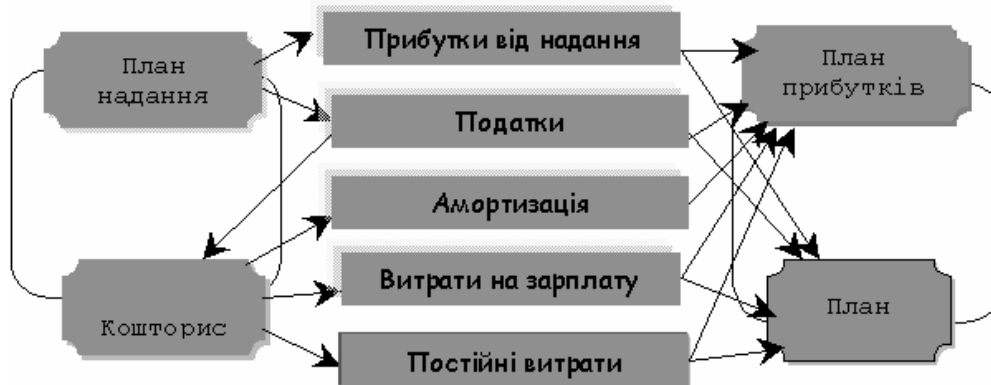 План
надання
Прибутки від надання
План
прибутків
Податки
Амортизація
Витрати на зарплату
Кошторис
План
Постійні витрати